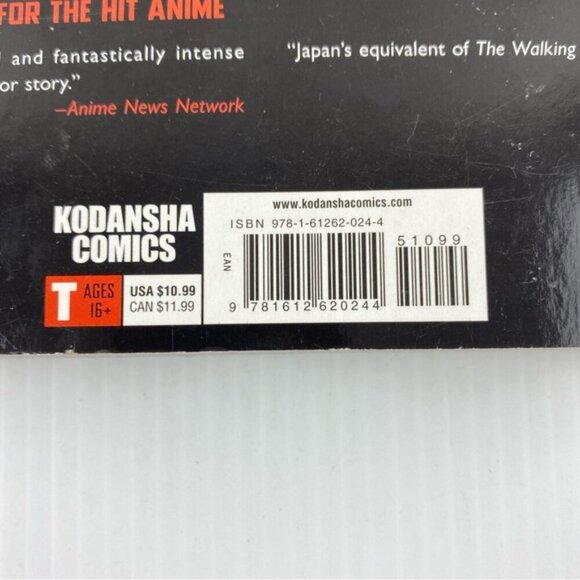 FOR THE HIT ANIME
and fantastically intense
or story."
–Anime News Network
"Japan's equivalent of The Walking
KODANSHA
COMICS
T AGES
16+
USA $10.99
CAN $11.99
www.kodanshacomics.com
ISBN 978-1-61262-024-4
51099
EAN
9 781612 620244